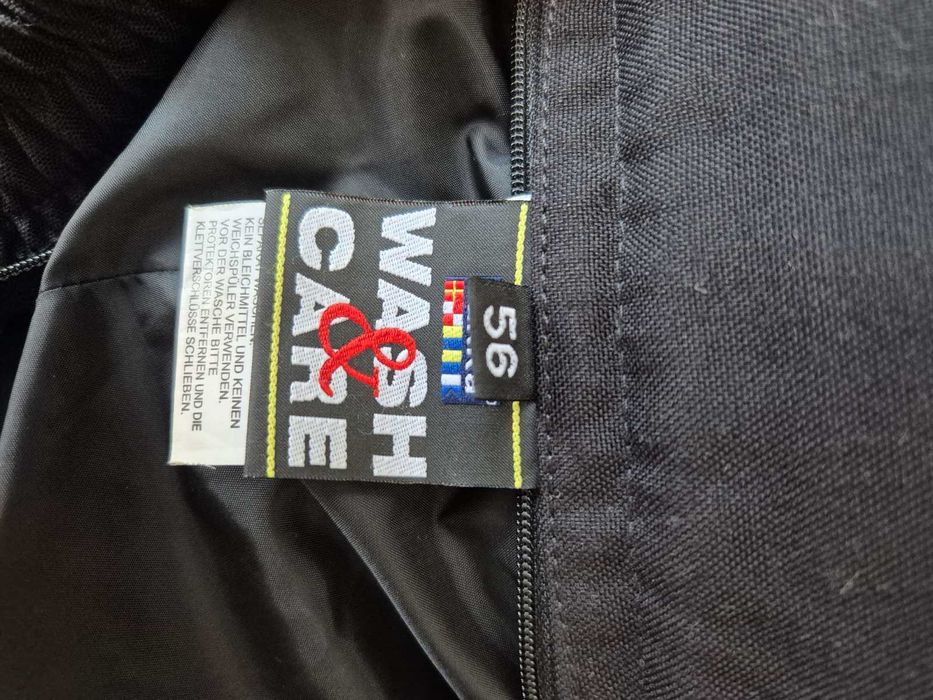 56
WASH
&
CARE
KEIN BLEICHMITTEL UND KEINEN
WEICHSPÜLER VERWENDEN.
VOR DER WÄSCHE BITTE
PROTEKTOREN ENTFERNEN UND DIE
KLETTVERSCHLÜSSE SCHLIEßEN.